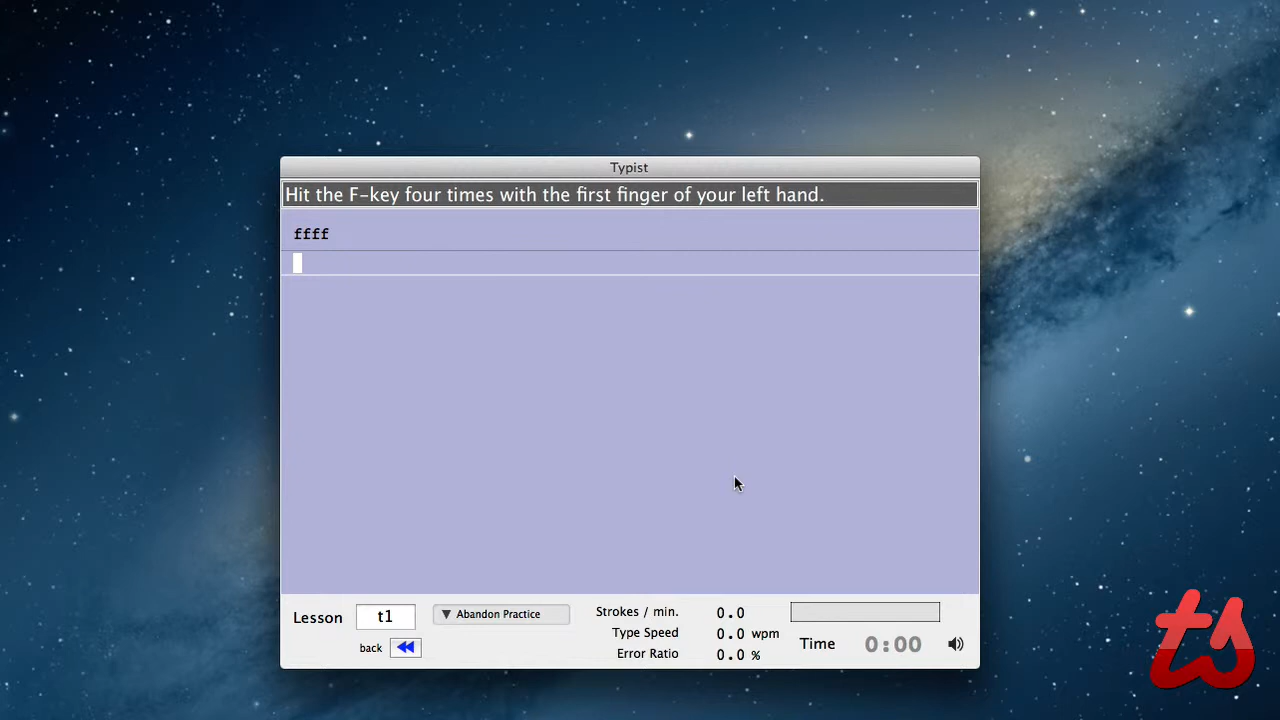 Typist
Hit the F-key four times with the first finger of your left hand.
ffff
Lesson t1 ▼ Abandon Practice
back
Strokes / min. 0.0
Type Speed 0.0 wpm
Error Ratio 0.0 %
Time 0:00
ts